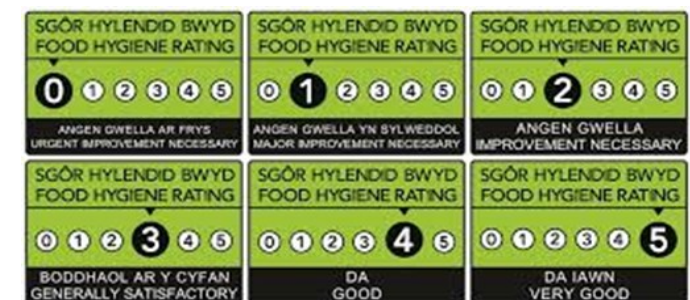 SGÔR HYLENDID BWYD
FOOD HYGIENE RATING
0 1 2 3 4 5
ANGEN GWELLA AR FRYS
URGENT IMPROVEMENT NECESSARY
SGÔR HYLENDID BWYD
FOOD HYGIENE RATING
0 1 2 3 4 5
ANGEN GWELLA YN SYLWEDDOL
MAJOR IMPROVEMENT NECESSARY
SGÔR HYLENDID BWYD
FOOD HYGIENE RATING
0 1 2 3 4 5
ANGEN GWELLA
IMPROVEMENT NECESSARY
SGÔR HYLENDID BWYD
FOOD HYGIENE RATING
0 1 2 3 4 5
BODDHAOL AR Y CYFAN
GENERALLY SATISFACTORY
SGÔR HYLENDID BWYD
FOOD HYGIENE RATING
0 1 2 3 4 5
DA
GOOD
SGÔR HYLENDID BWYD
FOOD HYGIENE RATING
0 1 2 3 4 5
DA IAWN
VERY GOOD